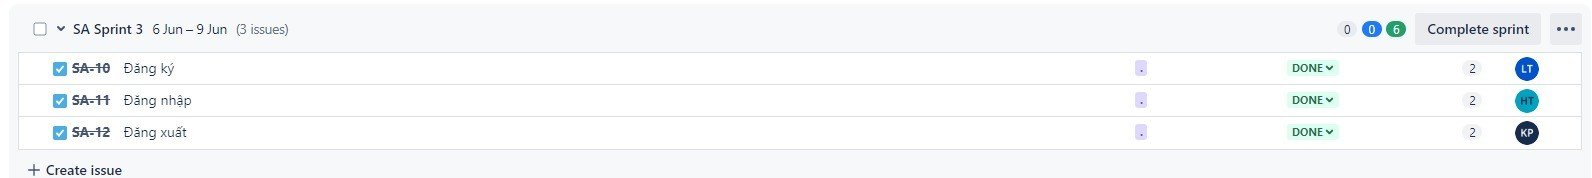 SA Sprint 3 6 Jun – 9 Jun (3 issues) 0 0 6 Complete sprint •••
SA-10 Đăng ký . DONE 2 LT
SA-11 Đăng nhập . DONE 2 HT
SA-12 Đăng xuất . DONE 2 KP
+ Create issue